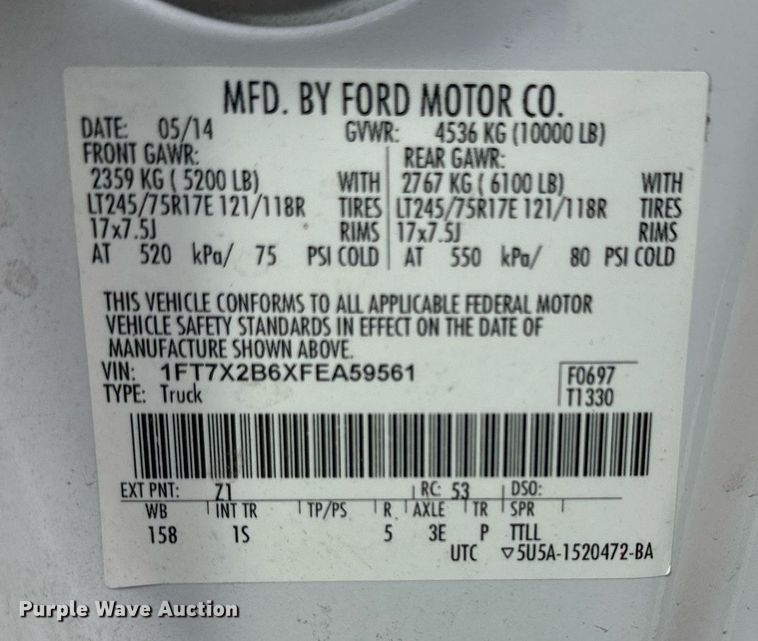 MFD. BY FORD MOTOR CO.
DATE: 05/14 GVWR: 4536 KG (10000 LB)
FRONT GAWR: REAR GAWR:
2359 KG ( 5200 LB) WITH 2767 KG ( 6100 LB) WITH
LT245/75R17E 121/118R TIRES LT245/75R17E 121/118R TIRES
17x7.5J RIMS 17x7.5J RIMS
AT 520 kPa/ 75 PSI COLD AT 550 kPa/ 80 PSI COLD
THIS VEHICLE CONFORMS TO ALL APPLICABLE FEDERAL MOTOR
VEHICLE SAFETY STANDARDS IN EFFECT ON THE DATE OF
MANUFACTURE SHOWN ABOVE.
VIN: 1FT7X2B6XFEA59561 F0697
TYPE: Truck T1330
EXT PNT: Z1 RC: 53 DSO:
WB INT TR TP/PS R AXLE TR SPR
158 1S 5 3E P TTLL
UTC ▽5U5A-1520472-BA
Purple Wave Auction